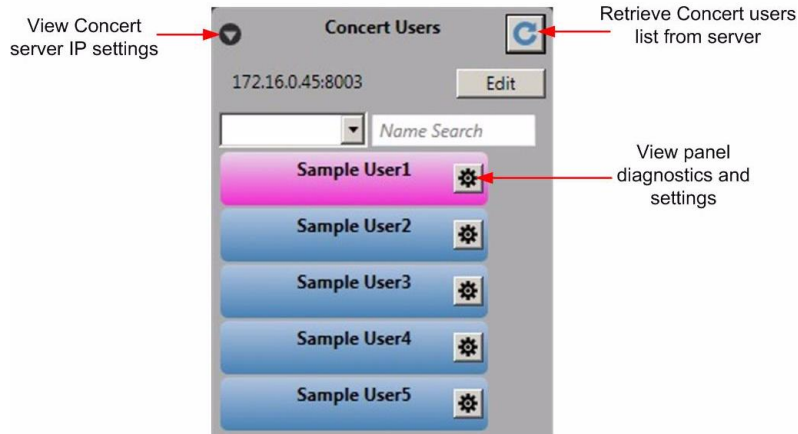 View Concert
server IP settings
Concert Users
Retrieve Concert users
list from server
172.16.0.45:8003
Edit
Name Search
Sample User1
View panel
diagnostics and
settings
Sample User2
Sample User3
Sample User4
Sample User5